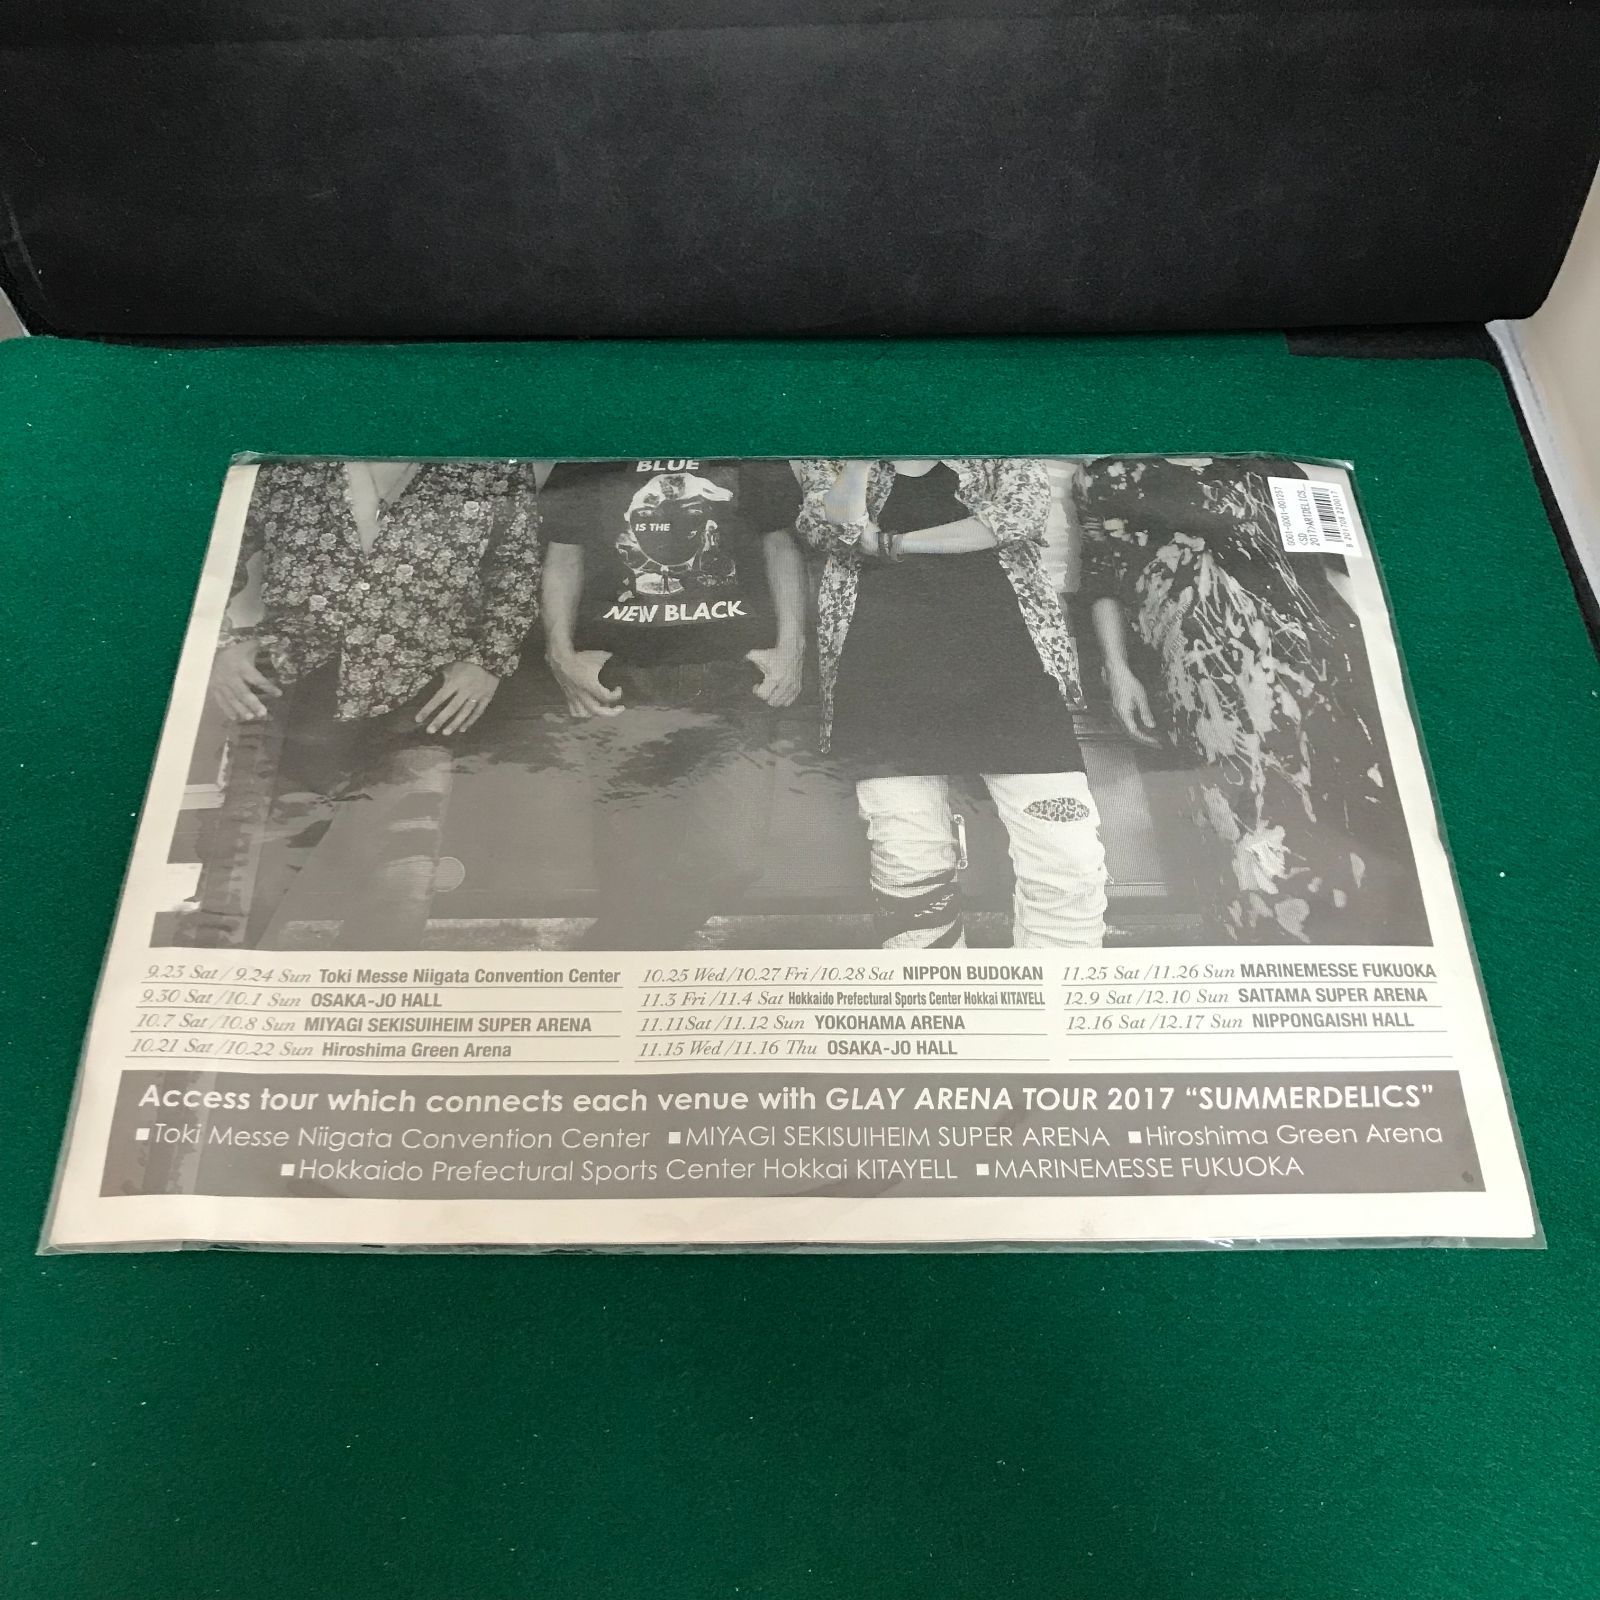 BLUE
IS THE
NEW BLACK
G001-G001-001257
<SD>ARTDELICS...
2017
9.23 Sat / 9.24 Sun Toki Messe Niigata Convention Center
9.30 Sat /10.1 Sun OSAKA-JO HALL
10.7 Sat /10.8 Sun MIYAGI SEKISUIHEIM SUPER ARENA
10.21 Sat /10.22 Sun Hiroshima Green Arena
10.25 Wed /10.27 Fri /10.28 Sat NIPPON BUDOKAN
11.3 Fri /11.4 Sat Hokkaido Prefectural Sports Center Hokkai KITAYELL
11.11Sat /11.12 Sun YOKOHAMA ARENA
11.15 Wed /11.16 Thu OSAKA-JO HALL
11.25 Sat /11.26 Sun MARINEMESSE FUKUOKA
12.9 Sat /12.10 Sun SAITAMA SUPER ARENA
12.16 Sat /12.17 Sun NIPPONGAISHI HALL
Access tour which connects each venue with GLAY ARENA TOUR 2017 “SUMMERDELICS”
■Toki Messe Niigata Convention Center ■MIYAGI SEKISUIHEIM SUPER ARENA ■Hiroshima Green Arena
■Hokkaido Prefectural Sports Center Hokkai KITAYELL ■MARINEMESSE FUKUOKA